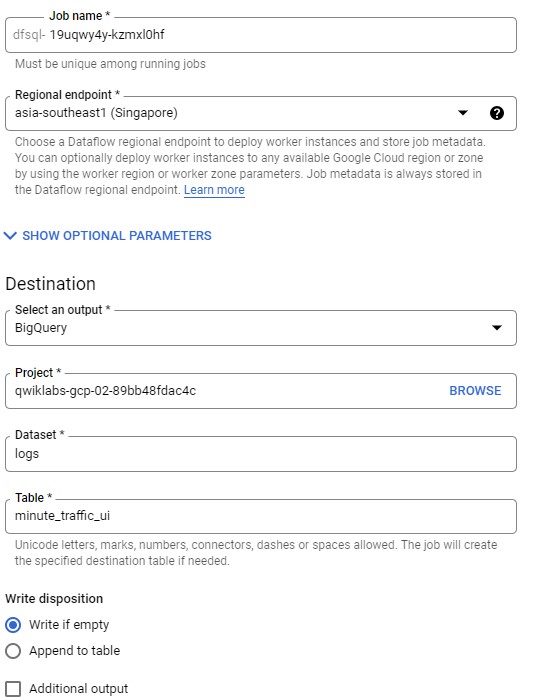 Job name *
dfsql- 19uqwy4y-kzmxl0hf
Must be unique among running jobs
Regional endpoint *
asia-southeast1 (Singapore)
Choose a Dataflow regional endpoint to deploy worker instances and store job metadata.
You can optionally deploy worker instances to any available Google Cloud region or zone
by using the worker region or worker zone parameters. Job metadata is always stored in
the Dataflow regional endpoint. Learn more
SHOW OPTIONAL PARAMETERS
Destination
Select an output *
BigQuery
Project *
qwiklabs-gcp-02-89bb48fdac4c BROWSE
Dataset *
logs
Table *
minute_traffic_ui
Unicode letters, marks, numbers, connectors, dashes or spaces allowed. The job will create
the specified destination table if needed.
Write disposition
Write if empty
Append to table
Additional output